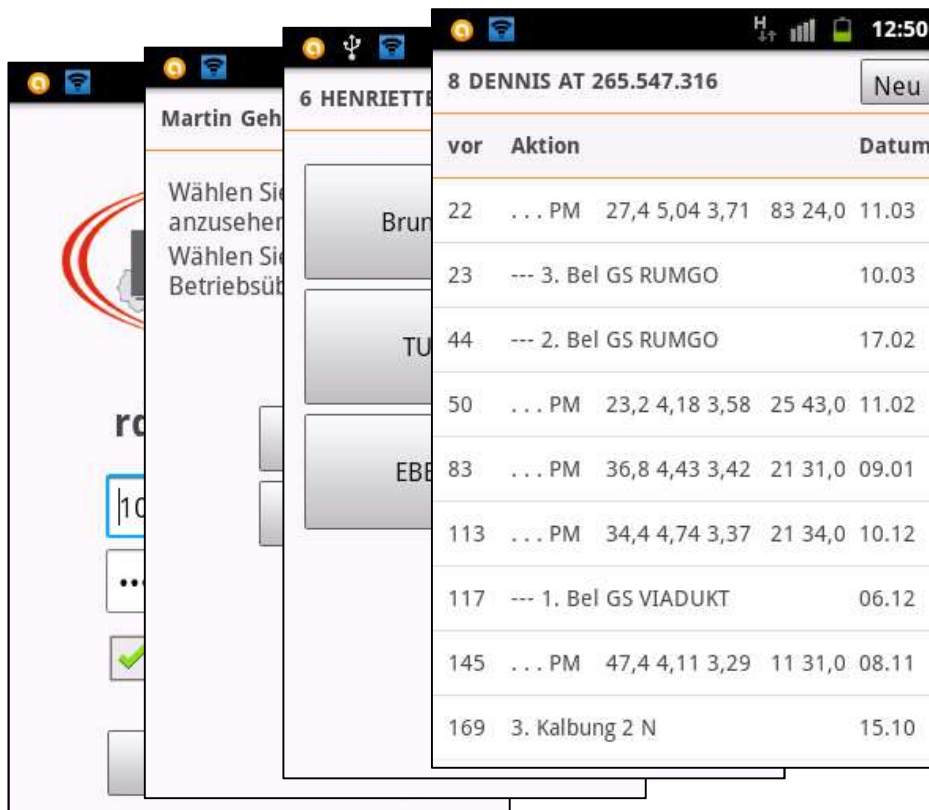 rd
10
Martin Geh
Wählen Sie
anzusehen
Wählen Sie
Betriebsüb
6 HENRIETTE
Brun
TU
EBE
H 12:50
8 DENNIS AT 265.547.316 Neu
vor Aktion Datum
22 . . . PM 27,4 5,04 3,71 83 24,0 11.03
23 --- 3. Bel GS RUMGO 10.03
44 --- 2. Bel GS RUMGO 17.02
50 . . . PM 23,2 4,18 3,58 25 43,0 11.02
83 . . . PM 36,8 4,43 3,42 21 31,0 09.01
113 . . . PM 34,4 4,74 3,37 21 34,0 10.12
117 --- 1. Bel GS VIADUKT 06.12
145 . . . PM 47,4 4,11 3,29 11 31,0 08.11
169 3. Kalbung 2 N 15.10